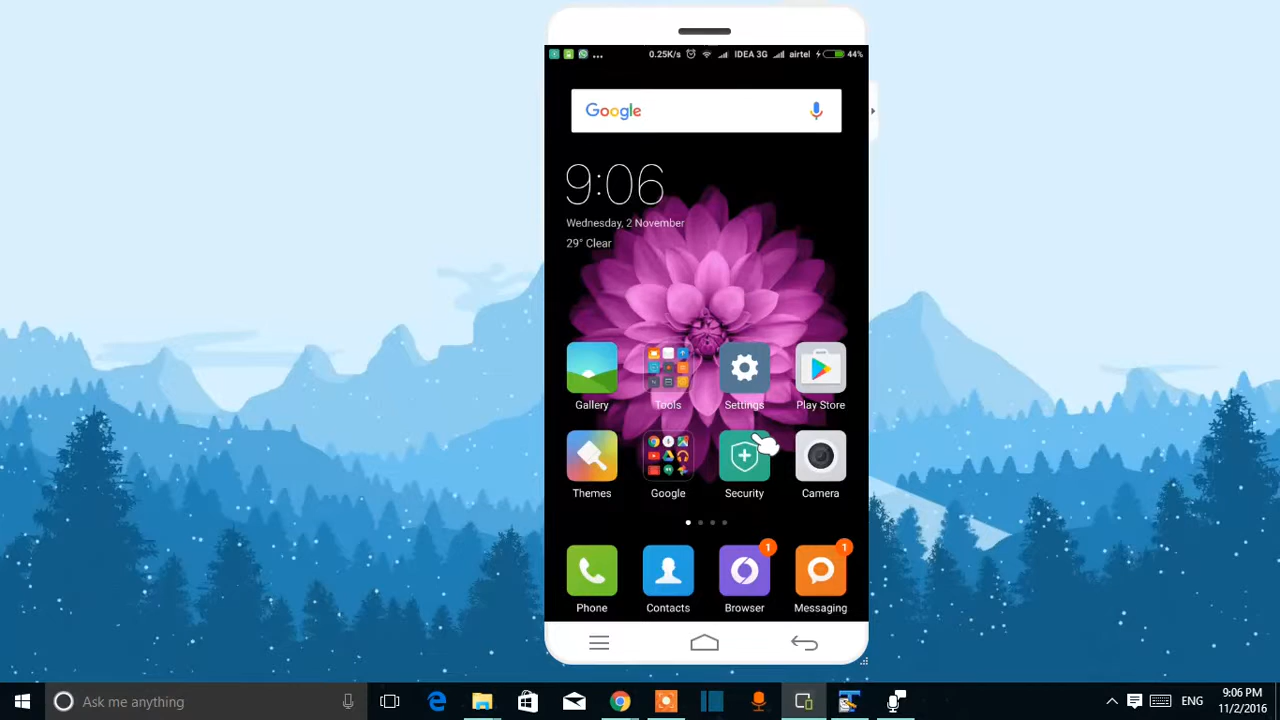 0.25K/s IDEA 3G airtel 44%
Google
9:06
Wednesday, 2 November
29° Clear
Gallery Tools Settings Play Store
Themes Google Security Camera
1 1
Phone Contacts Browser Messaging
Ask me anything ENG 9:06 PM
11/2/2016